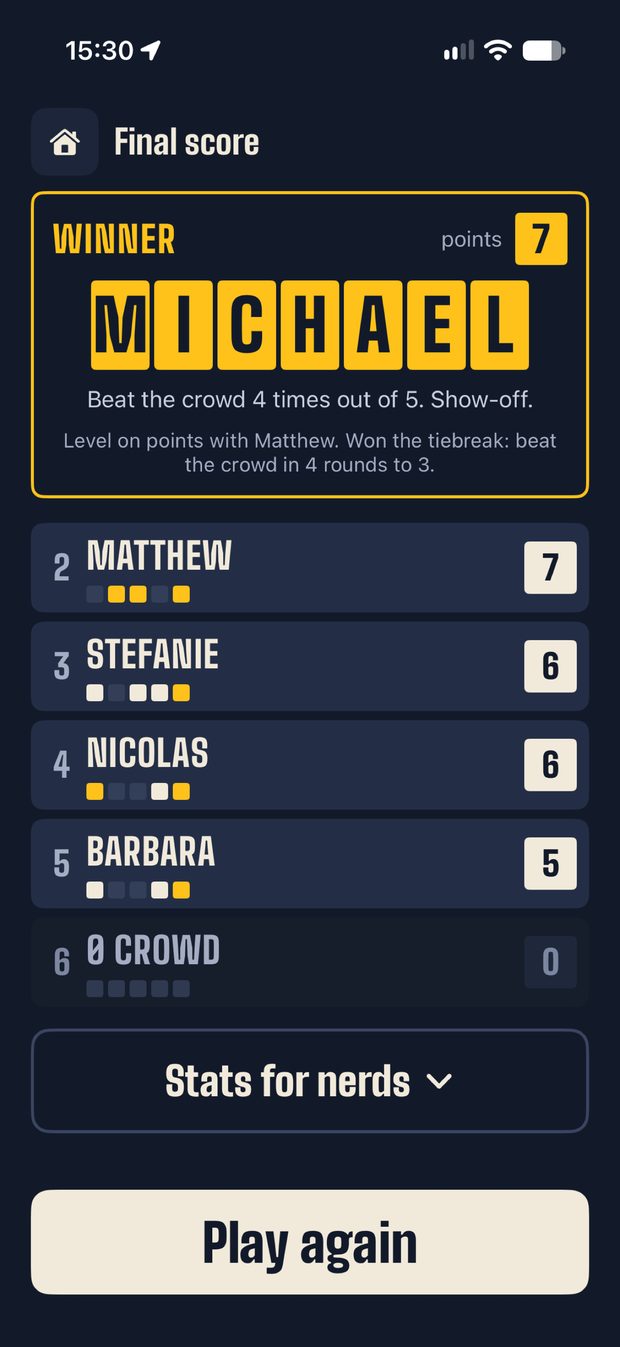 15:30
Final score
WINNER
points 7
MICHAEL
Beat the crowd 4 times out of 5. Show-off.
Level on points with Matthew. Won the tiebreak: beat
the crowd in 4 rounds to 3.
2 MATTHEW 7
3 STEFANIE 6
4 NICOLAS 6
5 BARBARA 5
6 0 CROWD 0
Stats for nerds
Play again